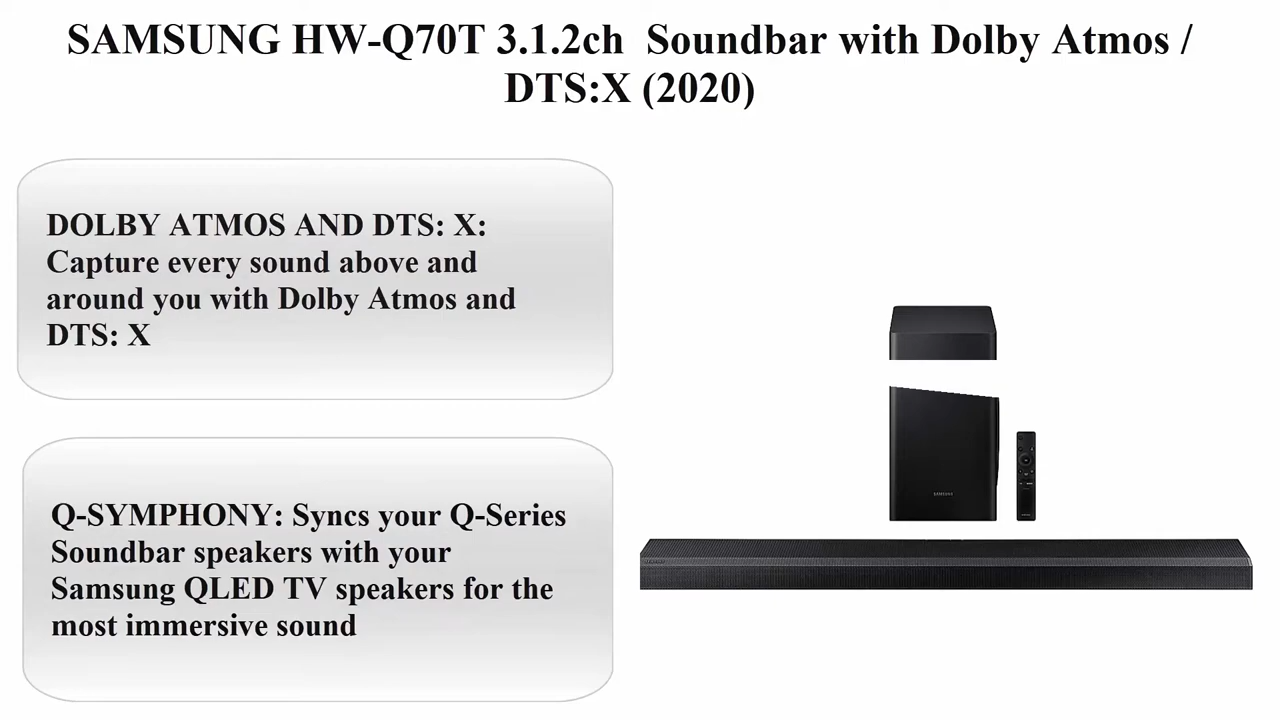 SAMSUNG HW-Q70T 3.1.2ch Soundbar with Dolby Atmos /
DTS:X (2020)
DOLBY ATMOS AND DTS: X:
Capture every sound above and
around you with Dolby Atmos and
DTS: X
Q-SYMPHONY: Syncs your Q-Series
Soundbar speakers with your
Samsung QLED TV speakers for the
most immersive sound
SAMSUNG